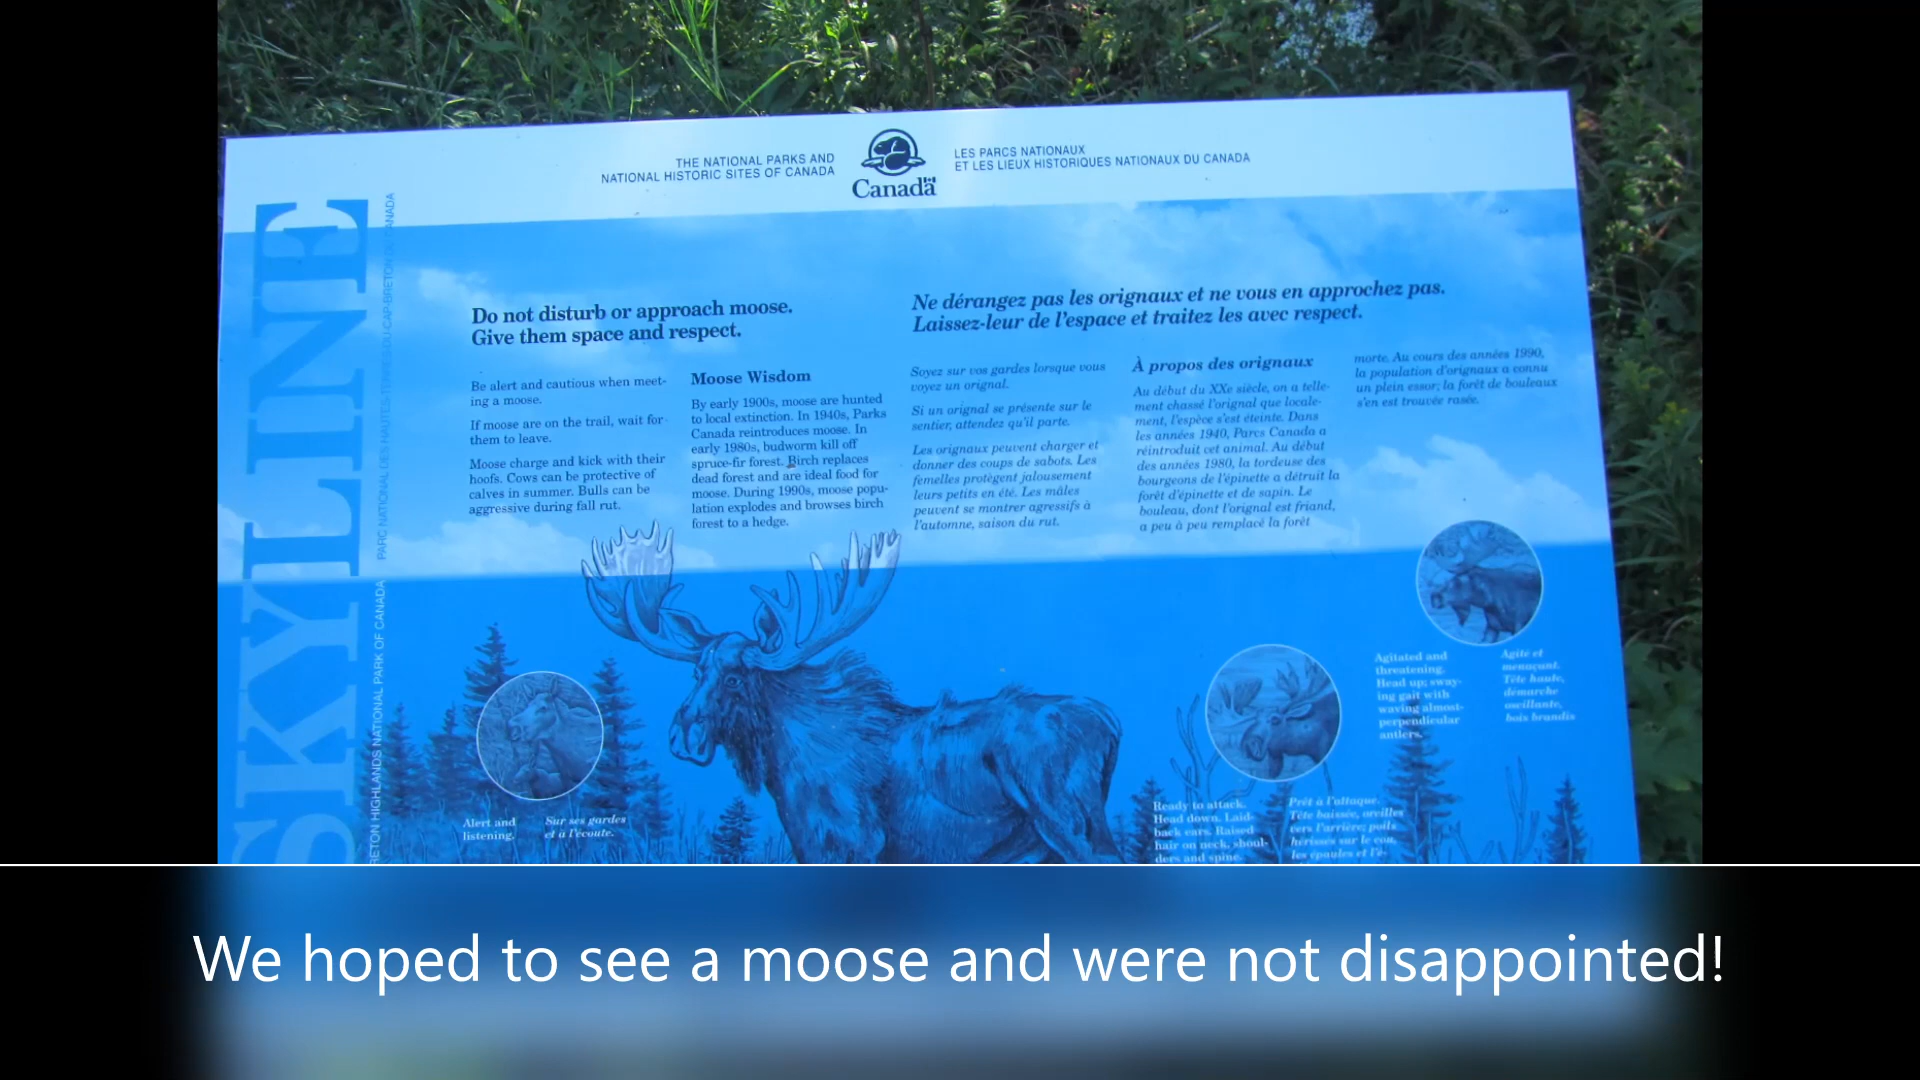 THE NATIONAL PARKS AND
NATIONAL HISTORIC SITES OF CANADA
Canada
LES PARCS NATIONAUX
ET LES LIEUX HISTORIQUES NATIONAUX DU CANADA
SKYLINE
BRETON HIGHLANDS NATIONAL PARK OF CANADA PARC NATIONAL DES HAUTES-TERRES-DU-CAP-BRETON DU CANADA
Do not disturb or approach moose.
Give them space and respect.
Be alert and cautious when meet-
ing a moose.
If moose are on the trail, wait for
them to leave.
Moose charge and kick with their
hoofs. Cows can be protective of
calves in summer. Bulls can be
aggressive during fall rut.
Moose Wisdom
By early 1900s, moose are hunted
to local extinction. In 1940s, Parks
Canada reintroduces moose. In
early 1980s, budworm kill off
spruce-fir forest. Birch replaces
dead forest and are ideal food for
moose. During 1990s, moose popu-
lation explodes and browses birch
forest to a hedge.
Ne dérangez pas les orignaux et ne vous en approchez pas.
Laissez-leur de l'espace et traitez les avec respect.
Soyez sur vos gardes lorsque vous
voyez un orignal.
Si un orignal se présente sur le
sentier, attendez qu'il parte.
Les orignaux peuvent charger et
donner des coups de sabots. Les
femelles protègent jalousement
leurs petits en été. Les mâles
peuvent se montrer agressifs à
l'automne, saison du rut.
À propos des orignaux
Au début du XXe siècle, on a telle-
ment chassé l'orignal que locale-
ment, l'espèce s'est éteinte. Dans
les années 1940, Parcs Canada a
réintroduit cet animal. Au début
des années 1980, la tordeuse des
bourgeons de l'épinette a détruit la
forêt d'épinette et de sapin. Le
bouleau, dont l'orignal est friand,
a peu à peu remplacé la forêt
morte. Au cours des années 1990,
la population d'orignaux a connu
un plein essor; la forêt de bouleaux
s'en est trouvée rasée.
Alert and
listening.
Sur ses gardes
et à l'écoute.
Ready to attack.
Head down. Laid-
back ears. Raised
hair on neck, shoul-
ders and spine.
Prêt à l'attaque.
Tête baissée, oreilles
vers l'arrière; poils
hérissés sur le cou,
les épaules et l'é-
Agitated and
threatening.
Head up; sway-
ing gait with
waving almost-
perpendicular
antlers.
Agité et
menaçant.
Tête haute,
démarche
oscillante,
bois brandis
We hoped to see a moose and were not disappointed!